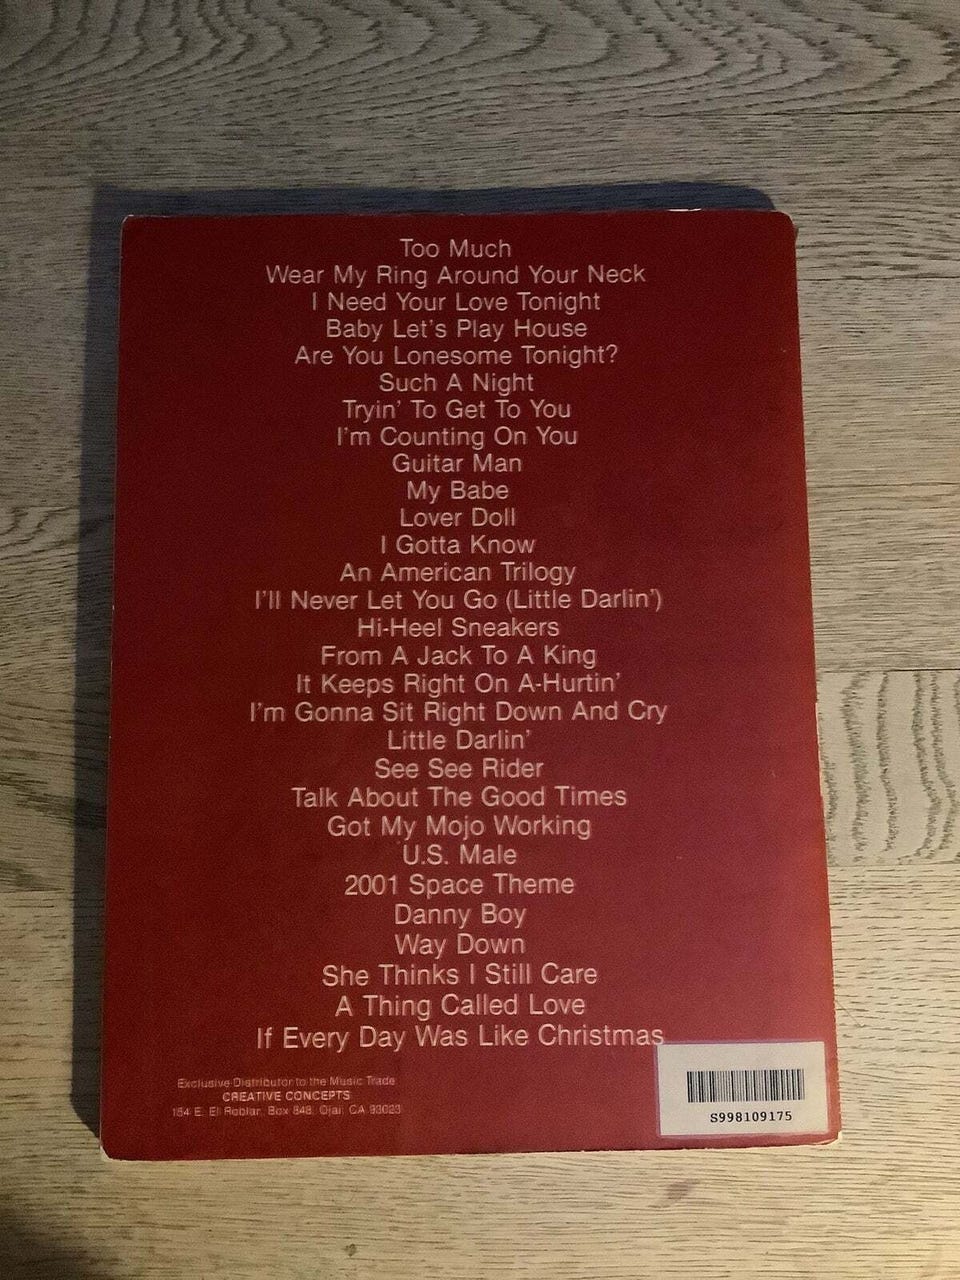 Too Much
Wear My Ring Around Your Neck
I Need Your Love Tonight
Baby Let's Play House
Are You Lonesome Tonight?
Such A Night
Tryin' To Get To You
I'm Counting On You
Guitar Man
My Babe
Lover Doll
I Gotta Know
An American Trilogy
I'll Never Let You Go (Little Darlin')
Hi-Heel Sneakers
From A Jack To A King
It Keeps Right On A-Hurtin'
I'm Gonna Sit Right Down And Cry
Little Darlin'
See See Rider
Talk About The Good Times
Got My Mojo Working
U.S. Male
2001 Space Theme
Danny Boy
Way Down
She Thinks I Still Care
A Thing Called Love
If Every Day Was Like Christmas
Exclusive Distributor to the Music Trade
CREATIVE CONCEPTS
154 E. El Roblar, Box 848, Ojai, CA 93023
S998109175